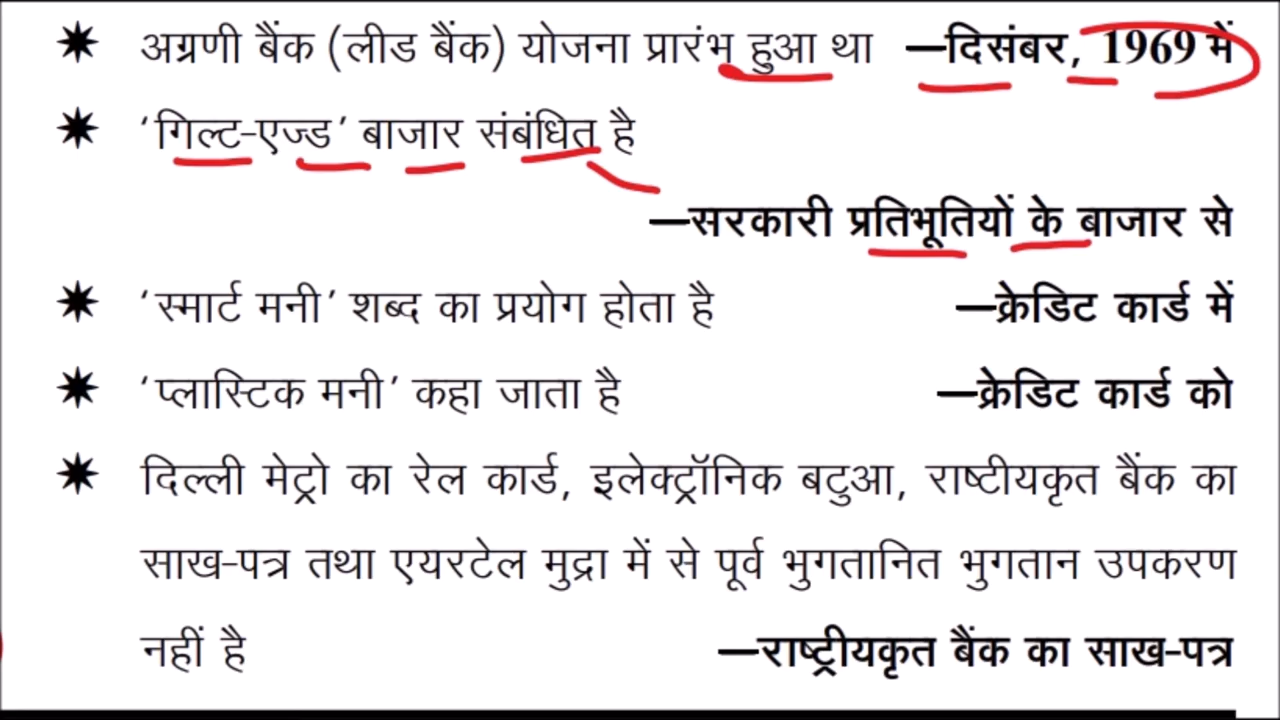 ✷ अग्रणी बैंक (लीड बैंक) योजना प्रारंभ हुआ था —दिसंबर, 1969 में
✷ ‘गिल्ट-एज्ड’ बाजार संबंधित है
—सरकारी प्रतिभूतियों के बाजार से
✷ ‘स्मार्ट मनी’ शब्द का प्रयोग होता है —क्रेडिट कार्ड में
✷ ‘प्लास्टिक मनी’ कहा जाता है —क्रेडिट कार्ड को
✷ दिल्ली मेट्रो का रेल कार्ड, इलेक्ट्रॉनिक बटुआ, राष्टीयकृत बैंक का
साख-पत्र तथा एयरटेल मुद्रा में से पूर्व भुगतानित भुगतान उपकरण
नहीं है —राष्ट्रीयकृत बैंक का साख-पत्र